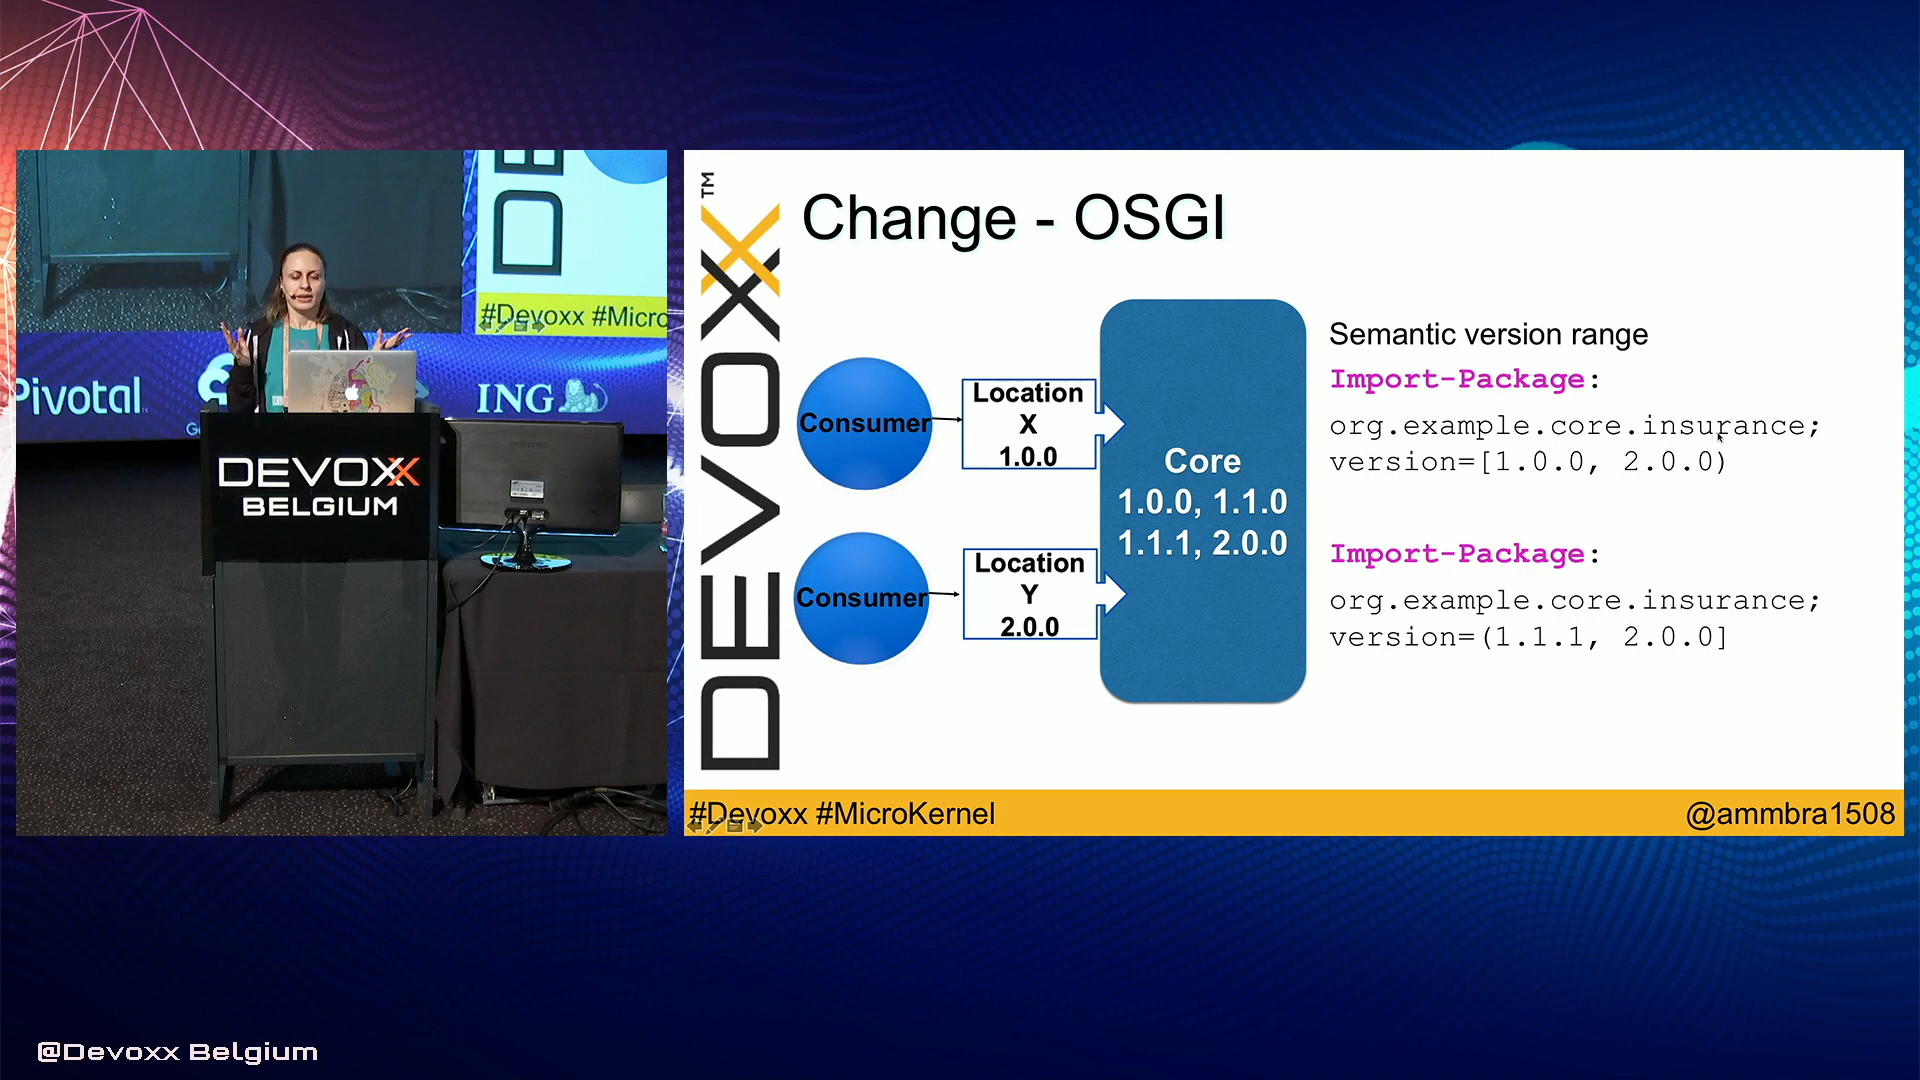 #Devoxx #Micro
Pivotal
ING
DEVOXX
BELGIUM
DEVOXX™
Change - OSGI
Consumer
Location
X
1.0.0
Consumer
Location
Y
2.0.0
Core
1.0.0, 1.1.0
1.1.1, 2.0.0
Semantic version range
Import-Package:
org.example.core.insurance;
version=[1.0.0, 2.0.0)
Import-Package:
org.example.core.insurance;
version=(1.1.1, 2.0.0]
#Devoxx #MicroKernel
@ammbra1508
@Devoxx Belgium